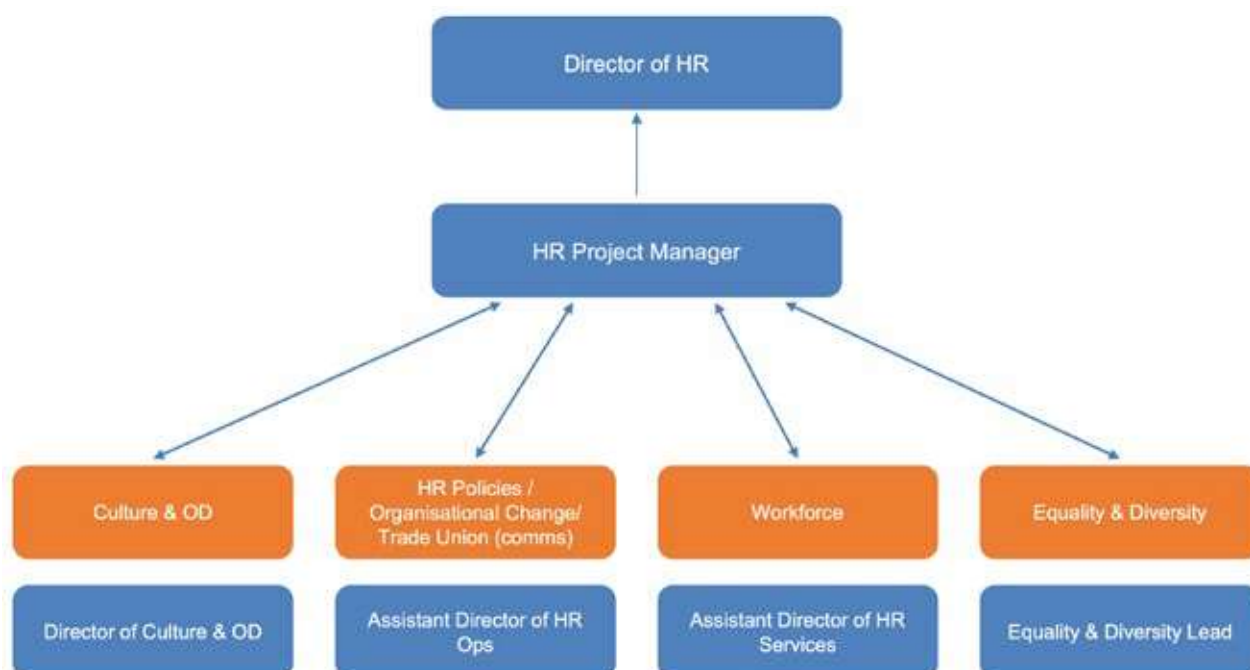 Director of HR
HR Project Manager
Culture & OD
HR Policies /
Organisational Change/
Trade Union (comms)
Workforce
Equality & Diversity
Director of Culture & OD
Assistant Director of HR
Ops
Assistant Director of HR
Services
Equality & Diversity Lead